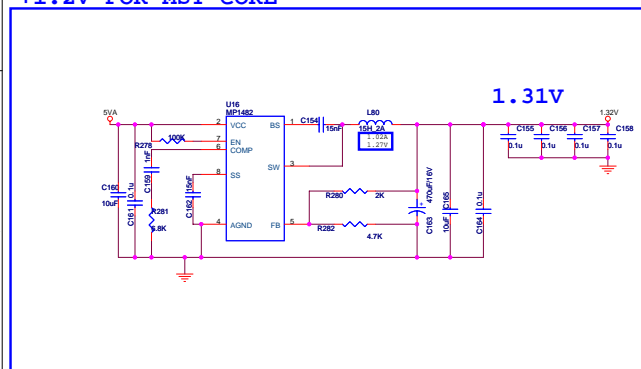 +1.2V FOR MST CORE
1.31V
5VA
U16
MP1482
2
VCC
BS
1
C154
15nF
L80
15H_2A
1.02A
1.27V
1.32V
C155
0.1u
C156
0.1u
C157
0.1u
C158
0.1u
100K
R278
7
EN
6
COMP
SW
3
1nF
C159
8
SS
15nF
C162
C160
10uF
0.1u
C161
R281
6.8K
4
AGND
FB
5
R280
2K
R282
4.7K
470uF/16V
C163
C165
10uF
0.1u
C164